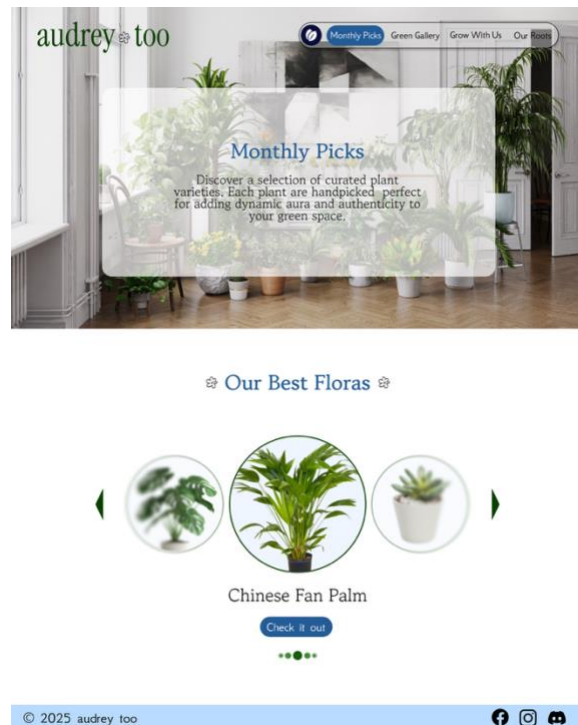 audrey too
Monthly Picks Green Gallery Grow With Us Our Roots
Monthly Picks
Discover a selection of curated plant
varieties. Each plant are handpicked perfect
for adding dynamic aura and authenticity to
your green space.
Our Best Floras
Chinese Fan Palm
Check it out
© 2025 audrey too